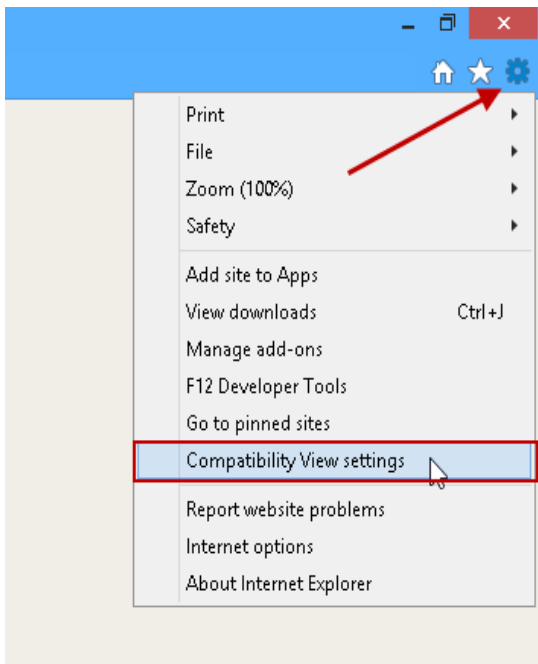 Print
File
Zoom (100%)
Safety
Add site to Apps
View downloads Ctrl+J
Manage add-ons
F12 Developer Tools
Go to pinned sites
Compatibility View settings
Report website problems
Internet options
About Internet Explorer